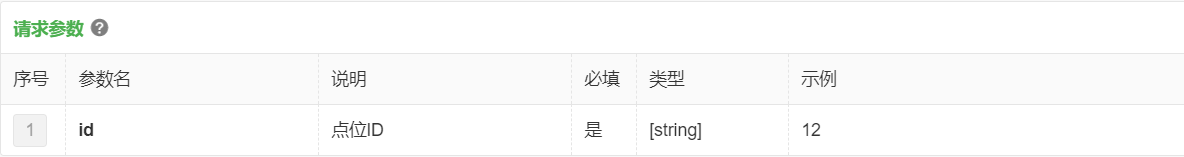 请求参数 ?
序号 参数名 说明 必填 类型 示例
1 id 点位ID 是 [string] 12